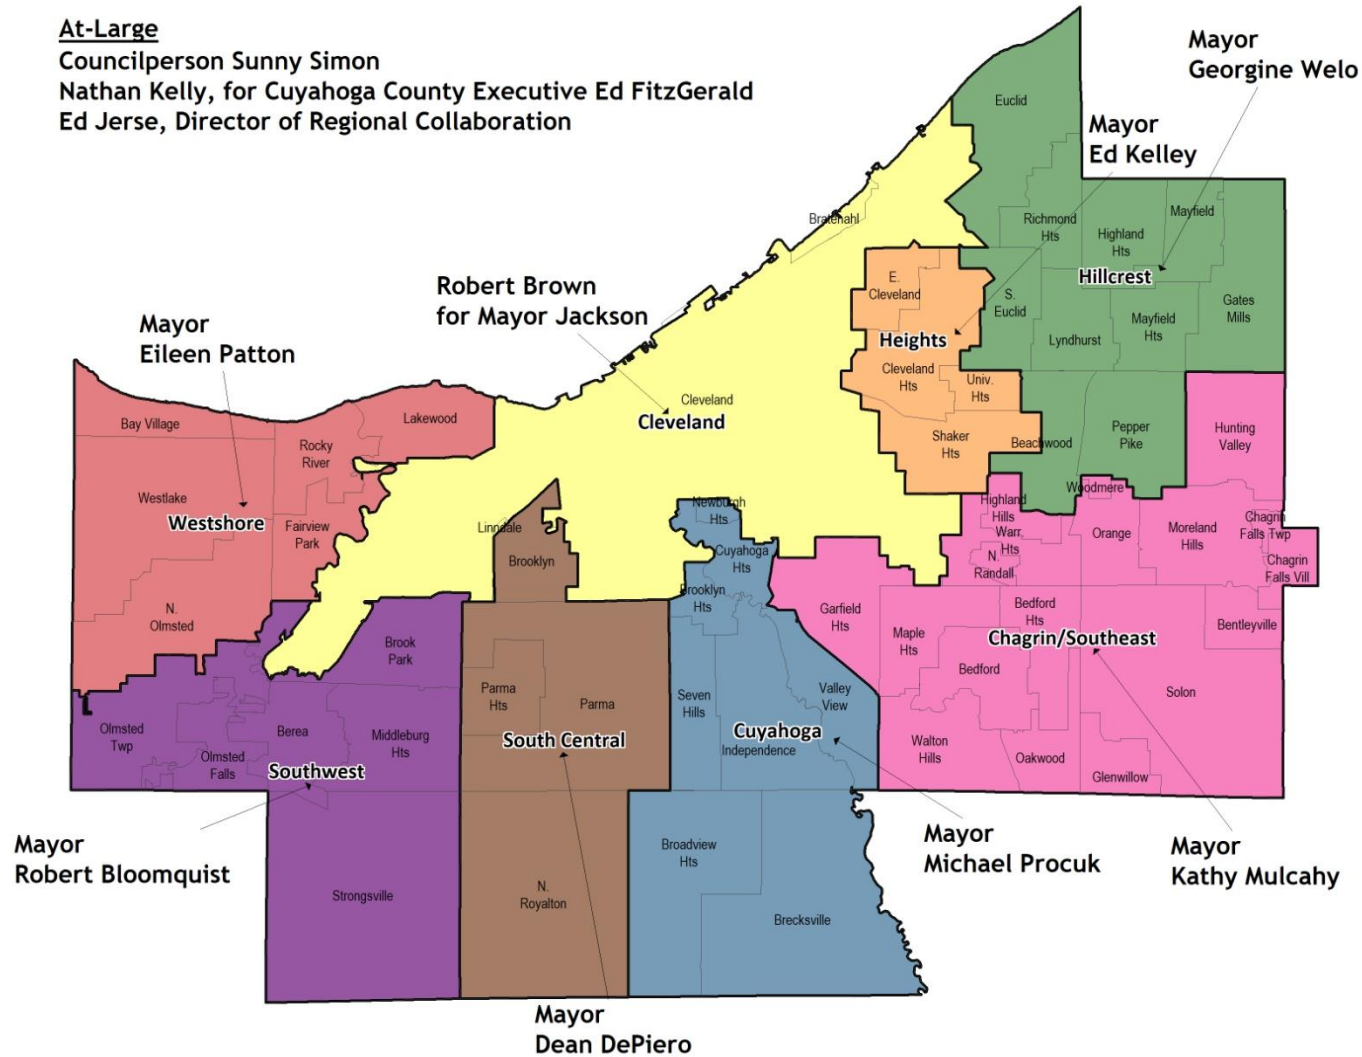 At-Large
Councilperson Sunny Simon
Nathan Kelly, for Cuyahoga County Executive Ed FitzGerald
Ed Jerse, Director of Regional Collaboration
Mayor
Georgine Welo
Mayor
Ed Kelley
Robert Brown
for Mayor Jackson
Mayor
Eileen Patton
Euclid
Bratenahl
Richmond
Hts
Highland
Hts
Mayfield
Hillcrest
E.
Cleveland
S.
Euclid
Gates
Mills
Lyndhurst
Mayfield
Hts
Heights
Cleveland
Hts
Univ.
Hts
Shaker
Hts
Beachwood
Pepper
Pike
Hunting
Valley
Cleveland
Cleveland
Bay Village
Lakewood
Rocky
River
Westlake
Westshore
Fairview
Park
N.
Olmsted
Linndale
Brooklyn
Newburgh
Hts
Cuyahoga
Hts
Brooklyn
Hts
Highland
Hills
Woodmere
Warr.
Hts
N.
Randall
Orange
Moreland
Hills
Chagrin
Falls Twp
Chagrin
Falls Vill
Garfield
Hts
Maple
Hts
Bedford
Hts
Bentleyville
Chagrin/Southeast
Bedford
Solon
Walton
Hills
Oakwood
Glenwillow
Brook
Park
Olmsted
Twp
Olmsted
Falls
Berea
Middleburg
Hts
Southwest
Strongsville
Parma
Hts
Parma
South Central
N.
Royalton
Seven
Hills
Valley
View
Cuyahoga
Independence
Broadview
Hts
Brecksville
Mayor
Robert Bloomquist
Mayor
Dean DePiero
Mayor
Michael Procuk
Mayor
Kathy Mulcahy